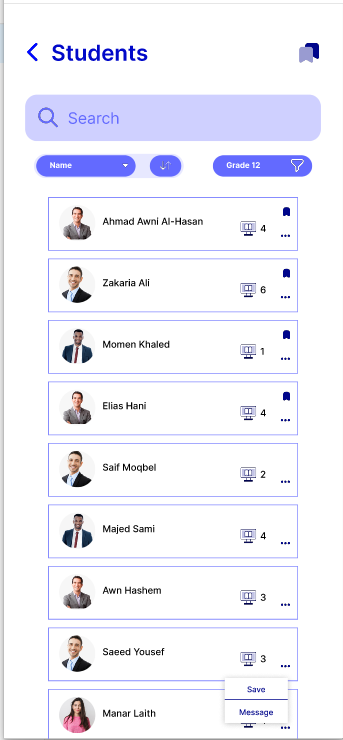 Students
Search
Name
Grade 12
Ahmad Awni Al-Hasan
4
Zakaria Ali
6
Momen Khaled
1
Elias Hani
4
Saif Moqbel
2
Majed Sami
4
Awn Hashem
3
Saeed Yousef
3
Save
Manar Laith
Message